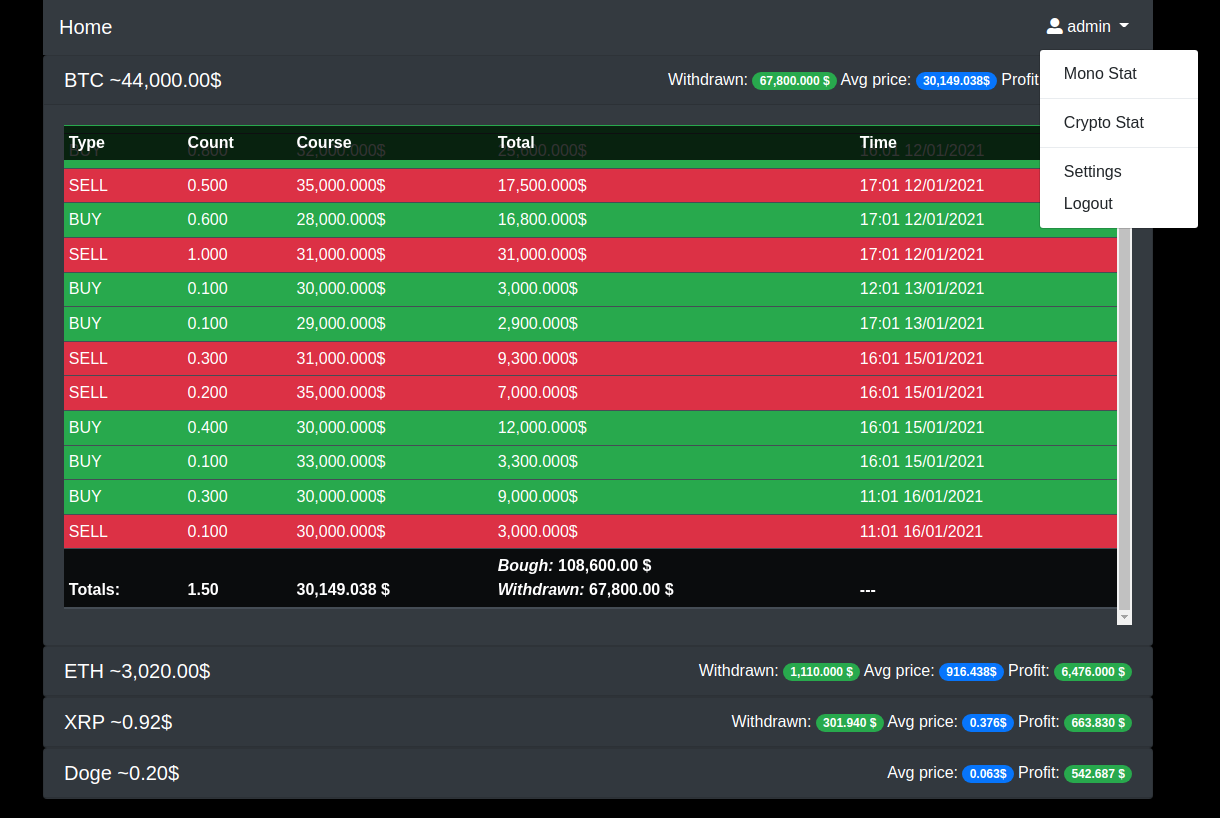 Home
admin
BTC ~44,000.00$ Withdrawn: 67,800.000 $ Avg price: 30,149.038$ Profit
Mono Stat
Crypto Stat
Settings
Logout
Type Count Course Total Time
BUY 0.800 32,000.000$ 25,600.000$ 16:01 12/01/2021
SELL 0.500 35,000.000$ 17,500.000$ 17:01 12/01/2021
BUY 0.600 28,000.000$ 16,800.000$ 17:01 12/01/2021
SELL 1.000 31,000.000$ 31,000.000$ 17:01 12/01/2021
BUY 0.100 30,000.000$ 3,000.000$ 12:01 13/01/2021
BUY 0.100 29,000.000$ 2,900.000$ 17:01 13/01/2021
SELL 0.300 31,000.000$ 9,300.000$ 16:01 15/01/2021
SELL 0.200 35,000.000$ 7,000.000$ 16:01 15/01/2021
BUY 0.400 30,000.000$ 12,000.000$ 16:01 15/01/2021
BUY 0.100 33,000.000$ 3,300.000$ 16:01 15/01/2021
BUY 0.300 30,000.000$ 9,000.000$ 11:01 16/01/2021
SELL 0.100 30,000.000$ 3,000.000$ 11:01 16/01/2021
Bough: 108,600.00 $
Totals: 1.50 30,149.038 $ Withdrawn: 67,800.00 $ ---
ETH ~3,020.00$ Withdrawn: 1,110.000 $ Avg price: 916.438$ Profit: 6,476.000 $
XRP ~0.92$ Withdrawn: 301.940 $ Avg price: 0.376$ Profit: 663.830 $
Doge ~0.20$ Avg price: 0.063$ Profit: 542.687 $